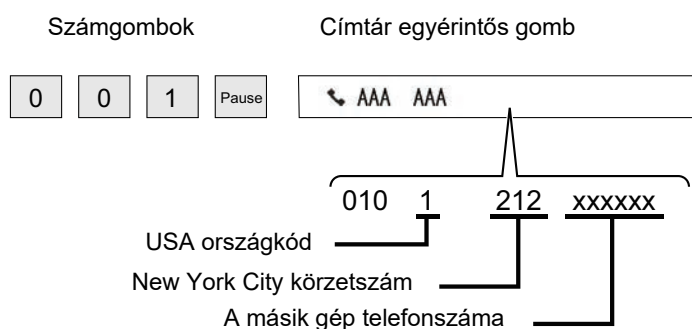 Számgombok Címtár egyérintős gomb
0 0 1 Pause AAA AAA
010 1 212 xxxxxx
USA országkód
New York City körzetszám
A másik gép telefonszáma